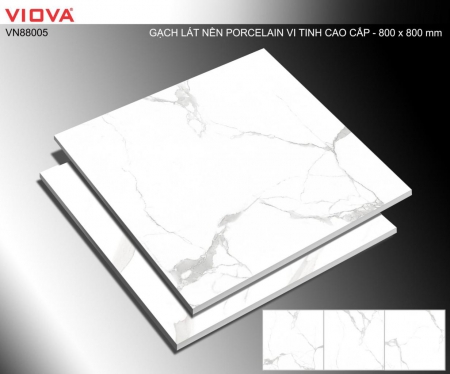 VIOVA
VN88005
GẠCH LÁT NỀN PORCELAIN VI TINH CAO CẤP - 800 x 800 mm